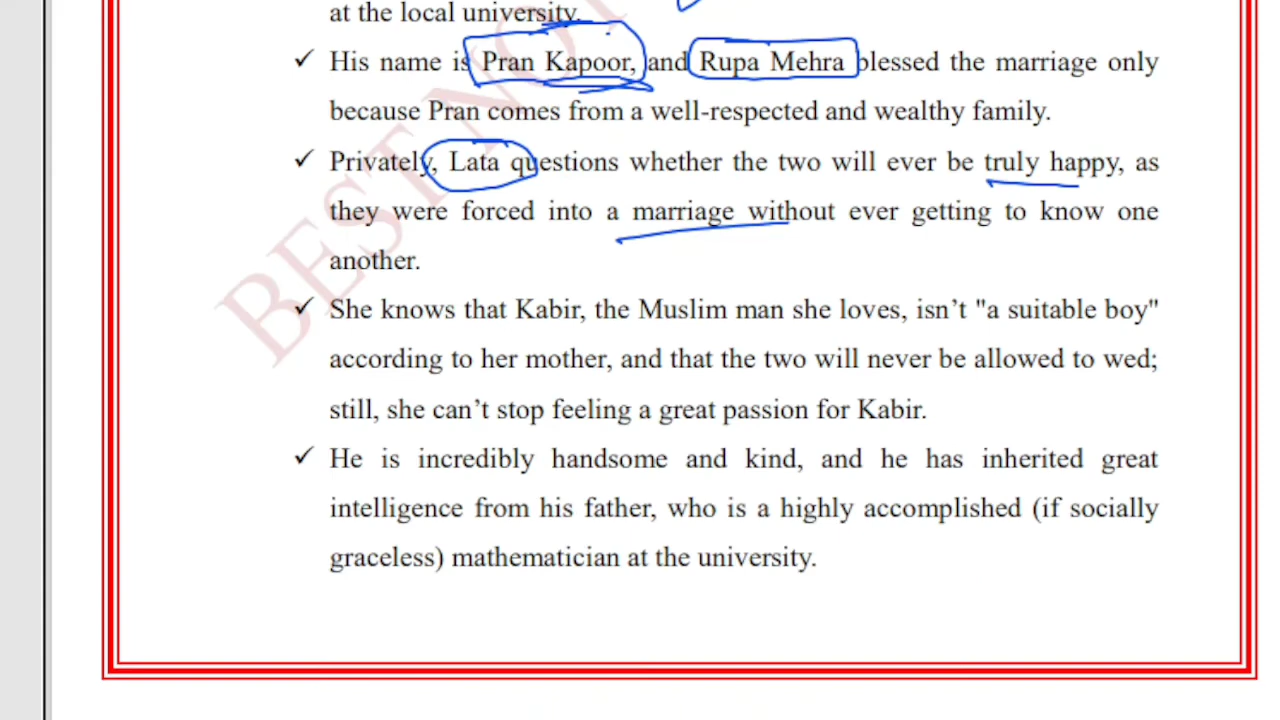 at the local university.
✓ His name is Pran Kapoor, and Rupa Mehra blessed the marriage only
because Pran comes from a well-respected and wealthy family.
✓ Privately, Lata questions whether the two will ever be truly happy, as
they were forced into a marriage without ever getting to know one
another.
✓ She knows that Kabir, the Muslim man she loves, isn’t "a suitable boy"
according to her mother, and that the two will never be allowed to wed;
still, she can’t stop feeling a great passion for Kabir.
✓ He is incredibly handsome and kind, and he has inherited great
intelligence from his father, who is a highly accomplished (if socially
graceless) mathematician at the university.
BEST NOT